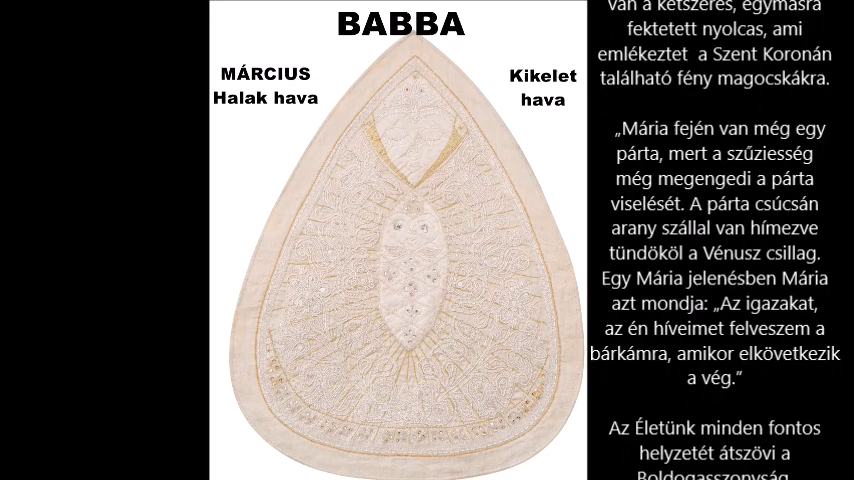 BABBA
MÁRCIUS
Halak hava
Kikelet
hava
van a kétszeres, egymásra
fektetett nyolcas, ami
emlékeztet a Szent Koronán
található fény magocskákra.
„Mária fején van még egy
párta, mert a szűziesség
még megengedi a párta
viselését. A párta csúcsán
arany szállal van hímezve
tündököl a Vénusz csillag.
Egy Mária jelenésben Mária
azt mondja: „Az igazakat,
az én híveimet felveszem a
bárkámra, amikor elkövetkezik
a vég.”
Az Életünk minden fontos
helyzetét átszövi a
Boldogasszonyság